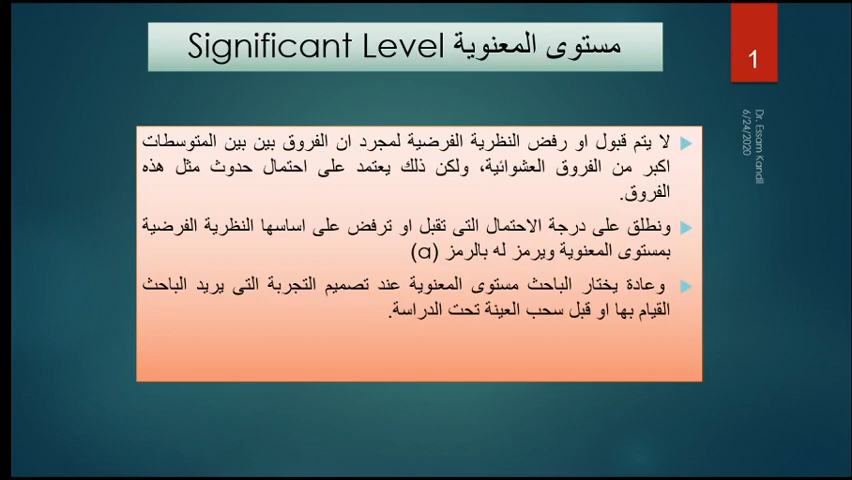 مستوى المعنوية Significant Level
1
Dr. Essam Kandil
6/24/2020
لا يتم قبول او رفض النظرية الفرضية لمجرد ان الفروق بين بين المتوسطات
اكبر من الفروق العشوائية، ولكن ذلك يعتمد على احتمال حدوث مثل هذه
الفروق.
ونطلق على درجة الاحتمال التى تقبل او ترفض على اساسها النظرية الفرضية
بمستوى المعنوية ويرمز له بالرمز (α)
وعادة يختار الباحث مستوى المعنوية عند تصميم التجربة التى يريد الباحث
القيام بها او قبل سحب العينة تحت الدراسة.